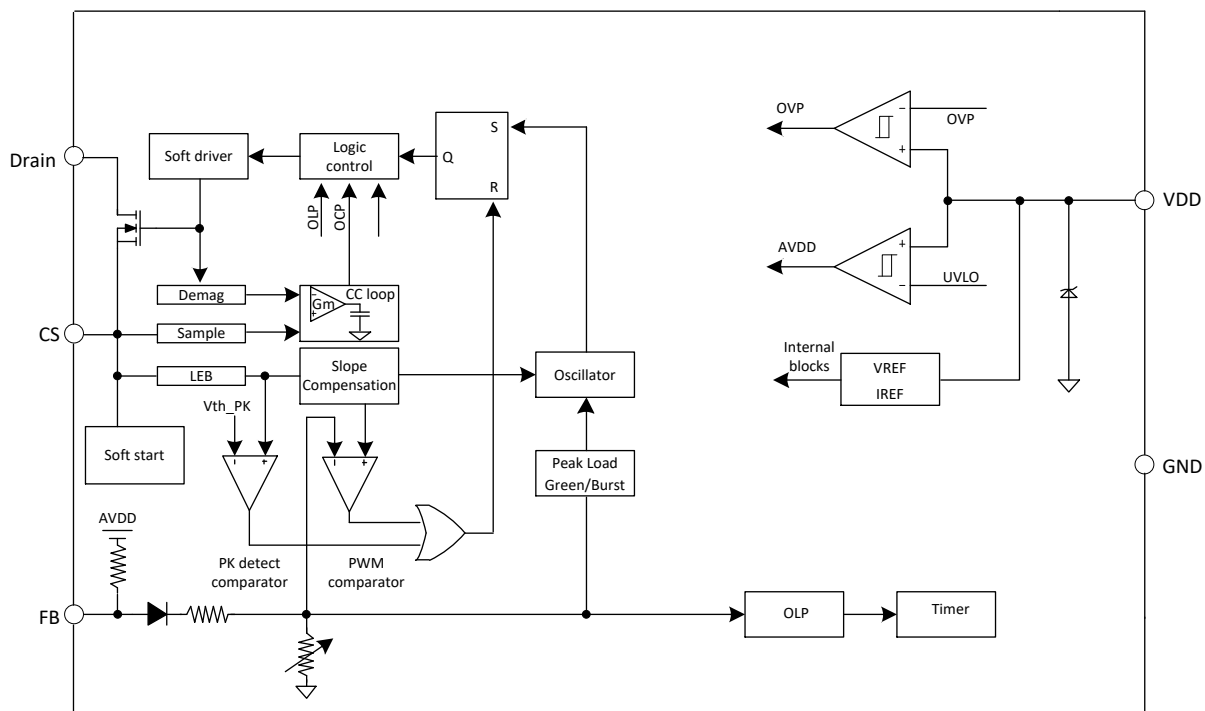 Drain
CS
FB
VDD
GND
Soft driver
Logic
control
S
Q
R
OLP
OCP
OVP
−
OVP
+
AVDD
+
−
UVLO
Demag
Sample
LEB
−
+
Gm
CC loop
Slope
Compensation
Oscillator
Internal
blocks
VREF
IREF
Vth_PK
Soft start
−
+
−
+
Peak Load
Green/Burst
AVDD
PK detect
comparator
PWM
comparator
OLP
Timer